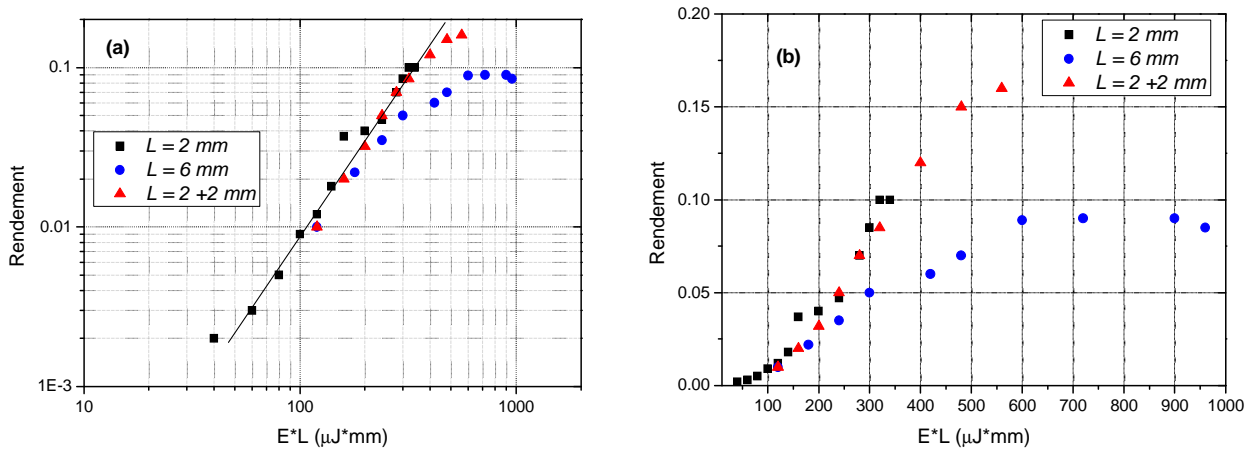 (a)
0.1
0.01
1E-3
Rendement
L = 2 mm
L = 6 mm
L = 2 +2 mm
10
100
1000
E*L (μJ*mm)
(b)
0.20
0.15
0.10
0.05
0.00
Rendement
L = 2 mm
L = 6 mm
L = 2 +2 mm
100 200 300 400 500 600 700 800 900 1000
E*L (μJ*mm)